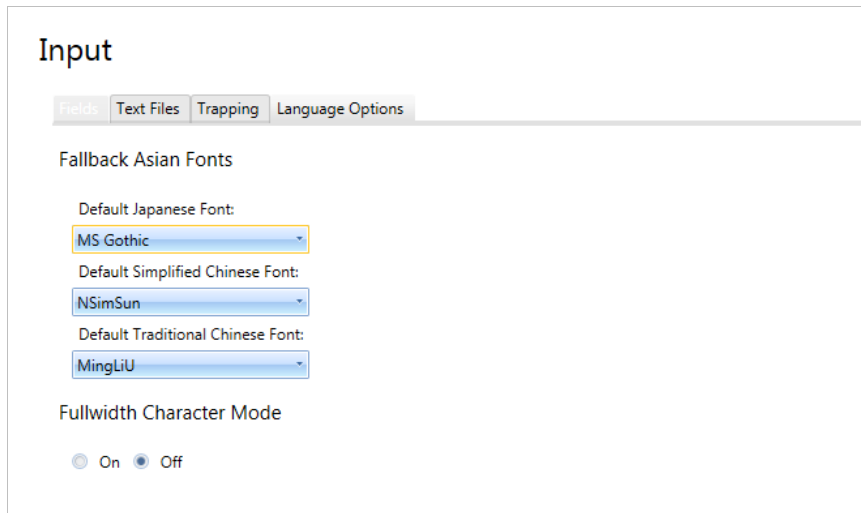 Input
Fields Text Files Trapping Language Options
Fallback Asian Fonts
Default Japanese Font:
MS Gothic
Default Simplified Chinese Font:
NSimSun
Default Traditional Chinese Font:
MingLiU
Fullwidth Character Mode
On Off